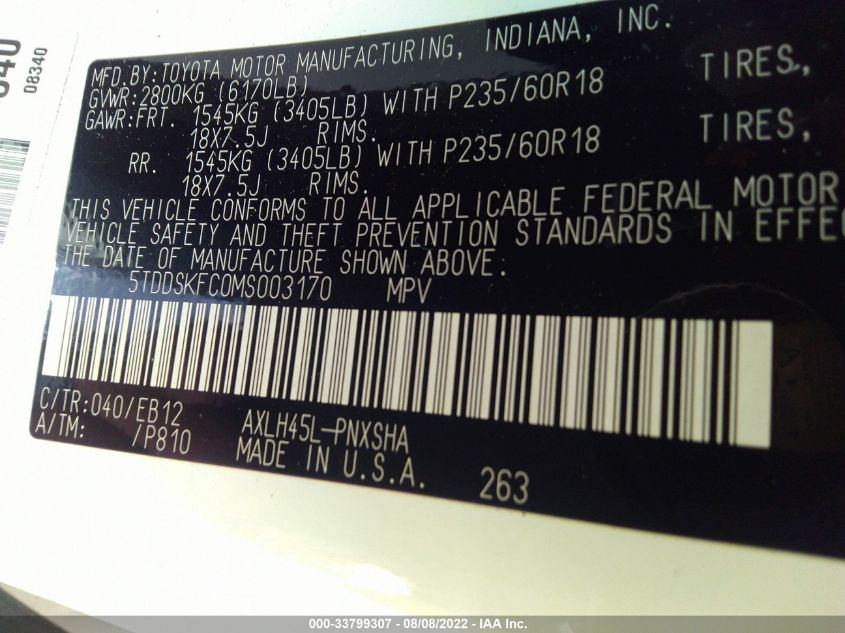 MFD. BY: TOYOTA MOTOR MANUFACTURING, INDIANA, INC.
GVWR: 2800KG (6170LB)
GAWR: FRT. 1545KG (3405LB) WITH P235/60R18 TIRES,
18X7.5J RIMS.
RR. 1545KG (3405LB) WITH P235/60R18 TIRES,
18X7.5J RIMS.
THIS VEHICLE CONFORMS TO ALL APPLICABLE FEDERAL MOTOR
VEHICLE SAFETY AND THEFT PREVENTION STANDARDS IN EFFE
THE DATE OF MANUFACTURE SHOWN ABOVE.
5TDDSKFC0MS003170 MPV
C/TR: 040/EB12 AXLH45L-PNXSHA
A/TM: /P810 MADE IN U.S.A. 263
040
08340
000-33799307 - 08/08/2022 - IAA Inc.